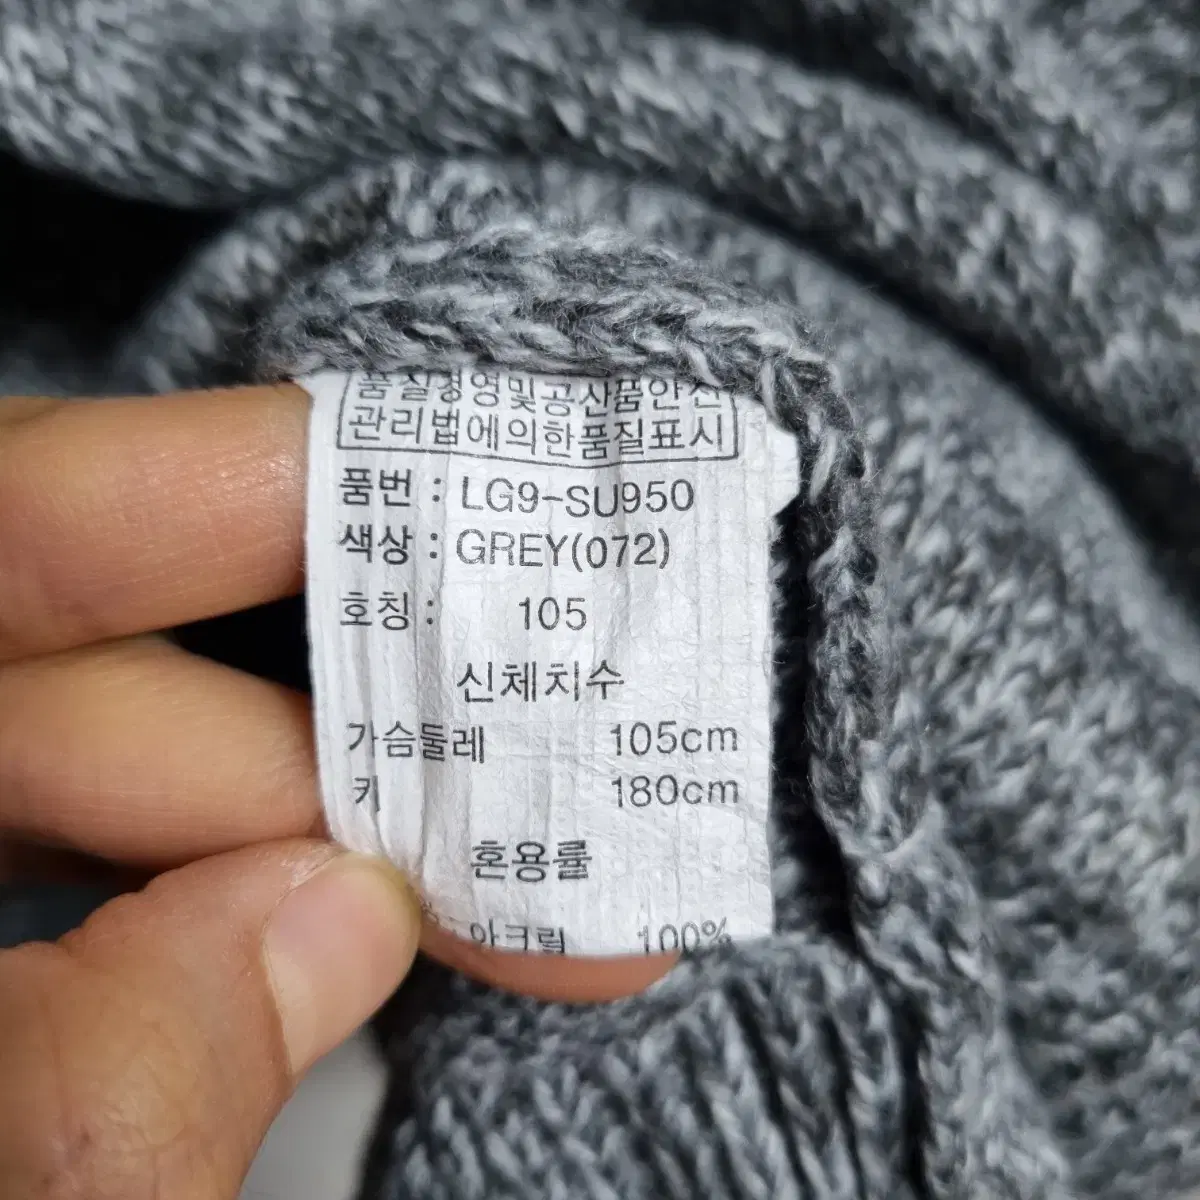 품질경영및공산품안전
관리법에의한품질표시
품번 : LG9-SU950
색상 : GREY(072)
호칭 : 105
신체치수
가슴둘레 105cm
키 180cm
혼용률
아크릴 100%